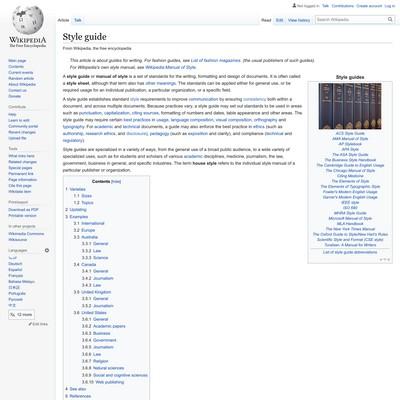 WIKIPEDIA
The Free Encyclopedia
Main page
Contents
Current events
Random article
About Wikipedia
Contact us
Donate
Contribute
Help
Learn to edit
Community portal
Recent changes
Upload file
Tools
What links here
Related changes
Special pages
Permanent link
Page information
Cite this page
Wikidata item
Print/export
Download as PDF
Printable version
In other projects
Wikimedia Commons
Wikisource
Languages
Deutsch
Español
Français
Bahasa Melayu
日本語
Português
Русский
中文
12 more
Edit links
Not logged in Talk Contributions Create account Log in
Article Talk
Read Edit View history Search Wikipedia
Style guide
From Wikipedia, the free encyclopedia
This article is about guides for writing. For fashion guides, see List of fashion magazines. (the usual publishers of such guides).
For Wikipedia's own style manual, see Wikipedia:Manual of Style.
A style guide or manual of style is a set of standards for the writing, formatting and design of documents. It is often called
a style sheet, although that term also has other meanings. The standards can be applied either for general use, or be
required usage for an individual publication, a particular organization, or a specific field.
A style guide establishes standard style requirements to improve communication by ensuring consistency both within a
document, and across multiple documents. Because practices vary, a style guide may set out standards to be used in areas
such as punctuation, capitalization, citing sources, formatting of numbers and dates, table appearance and other areas. The
style guide may require certain best practices in usage, language composition, visual composition, orthography and
typography. For academic and technical documents, a guide may also enforce the best practice in ethics (such as
authorship, research ethics, and disclosure), pedagogy (such as exposition and clarity), and compliance (technical and
regulatory).
Style guides are specialized in a variety of ways, from the general use of a broad public audience, to a wide variety of
specialized uses, such as for students and scholars of various academic disciplines, medicine, journalism, the law,
government, business in general, and specific industries. The term house style refers to the individual style manual of a
particular publisher or organization.
Contents [hide]
1 Varieties
1.1 Sizes
1.2 Topics
2 Updating
3 Examples
3.1 International
3.2 Europe
3.3 Australia
3.3.1 General
3.3.2 Law
3.3.3 Science
3.4 Canada
3.4.1 General
3.4.2 Journalism
3.4.3 Law
3.5 United Kingdom
3.5.1 General
3.5.2 Journalism
3.5.3 Law
3.6 United States
3.6.1 General
3.6.2 Academic papers
3.6.3 Business
3.6.4 Government
3.6.5 Journalism
3.6.6 Law
3.6.7 Religion
3.6.8 Natural sciences
3.6.9 Social and cognitive sciences
3.6.10 Web publishing
4 See also
5 References
Style guides
ACS Style Guide
AMA Manual of Style
AP Stylebook
APA Style
The ASA Style Guide
The Business Style Handbook
The Cambridge Guide to English Usage
The Chicago Manual of Style
Citing Medicine
The Elements of Style
The Elements of Typographic Style
Fowler's Modern English Usage
Garner's Modern English Usage
IEEE style
ISO 690
MHRA Style Guide
Microsoft Manual of Style
MLA Handbook
The New York Times Manual
The Oxford Guide to Style/New Hart's Rules
Scientific Style and Format (CSE style)
Turabian: A Manual for Writers
List of style guide abbreviations